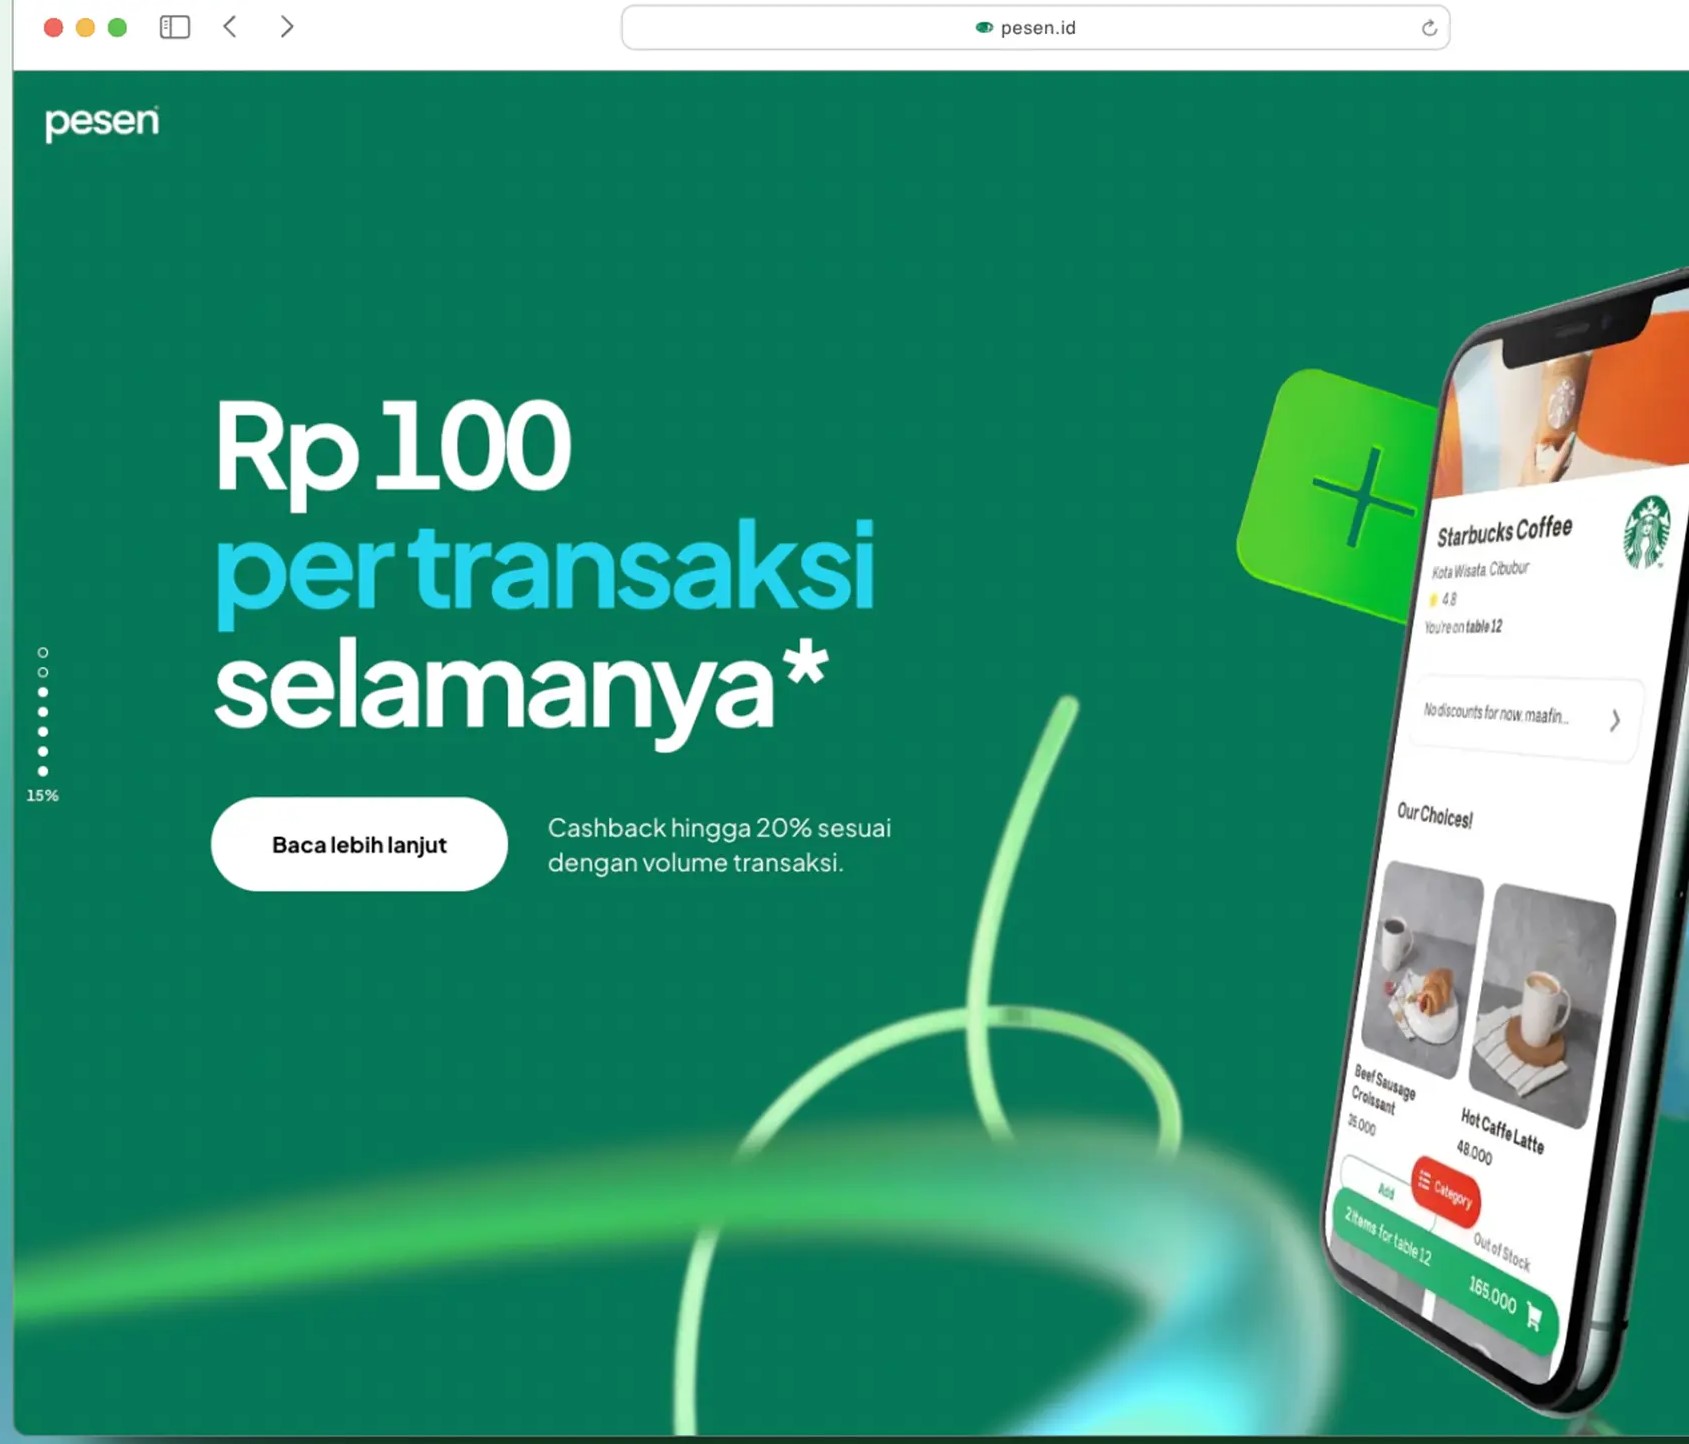 pesen.id
pesen
Rp 100
per transaksi
selamanya*
15%
Baca lebih lanjut
Cashback hingga 20% sesuai
dengan volume transaksi.
Starbucks Coffee
Kota Wisata, Cibubur
4.8
You're on table 12
No discounts for now, maafin...
Our Choices!
Beef Sausage
Croissant
35.000
Hot Caffe Latte
48.000
Add
Category
Out of Stock
2 items for table 12
165.000